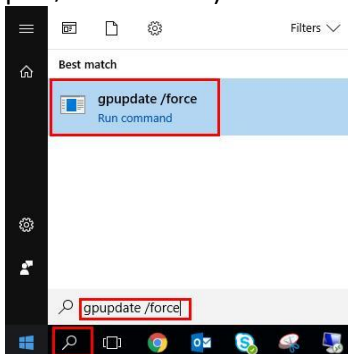 Filters
Best match
gpupdate /force
Run command
gpupdate /force